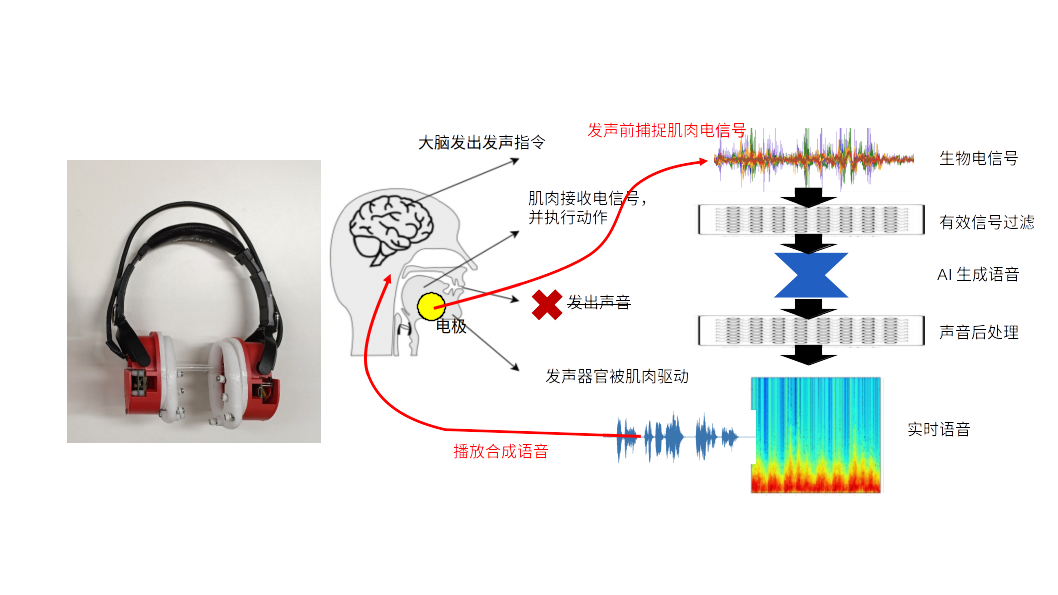 发声前捕捉肌肉电信号
大脑发出发声指令
生物电信号
肌肉接收电信号，
并执行动作
有效信号过滤
AI 生成语音
发出声音
电极
声音后处理
发声器官被肌肉驱动
实时语音
播放合成语音